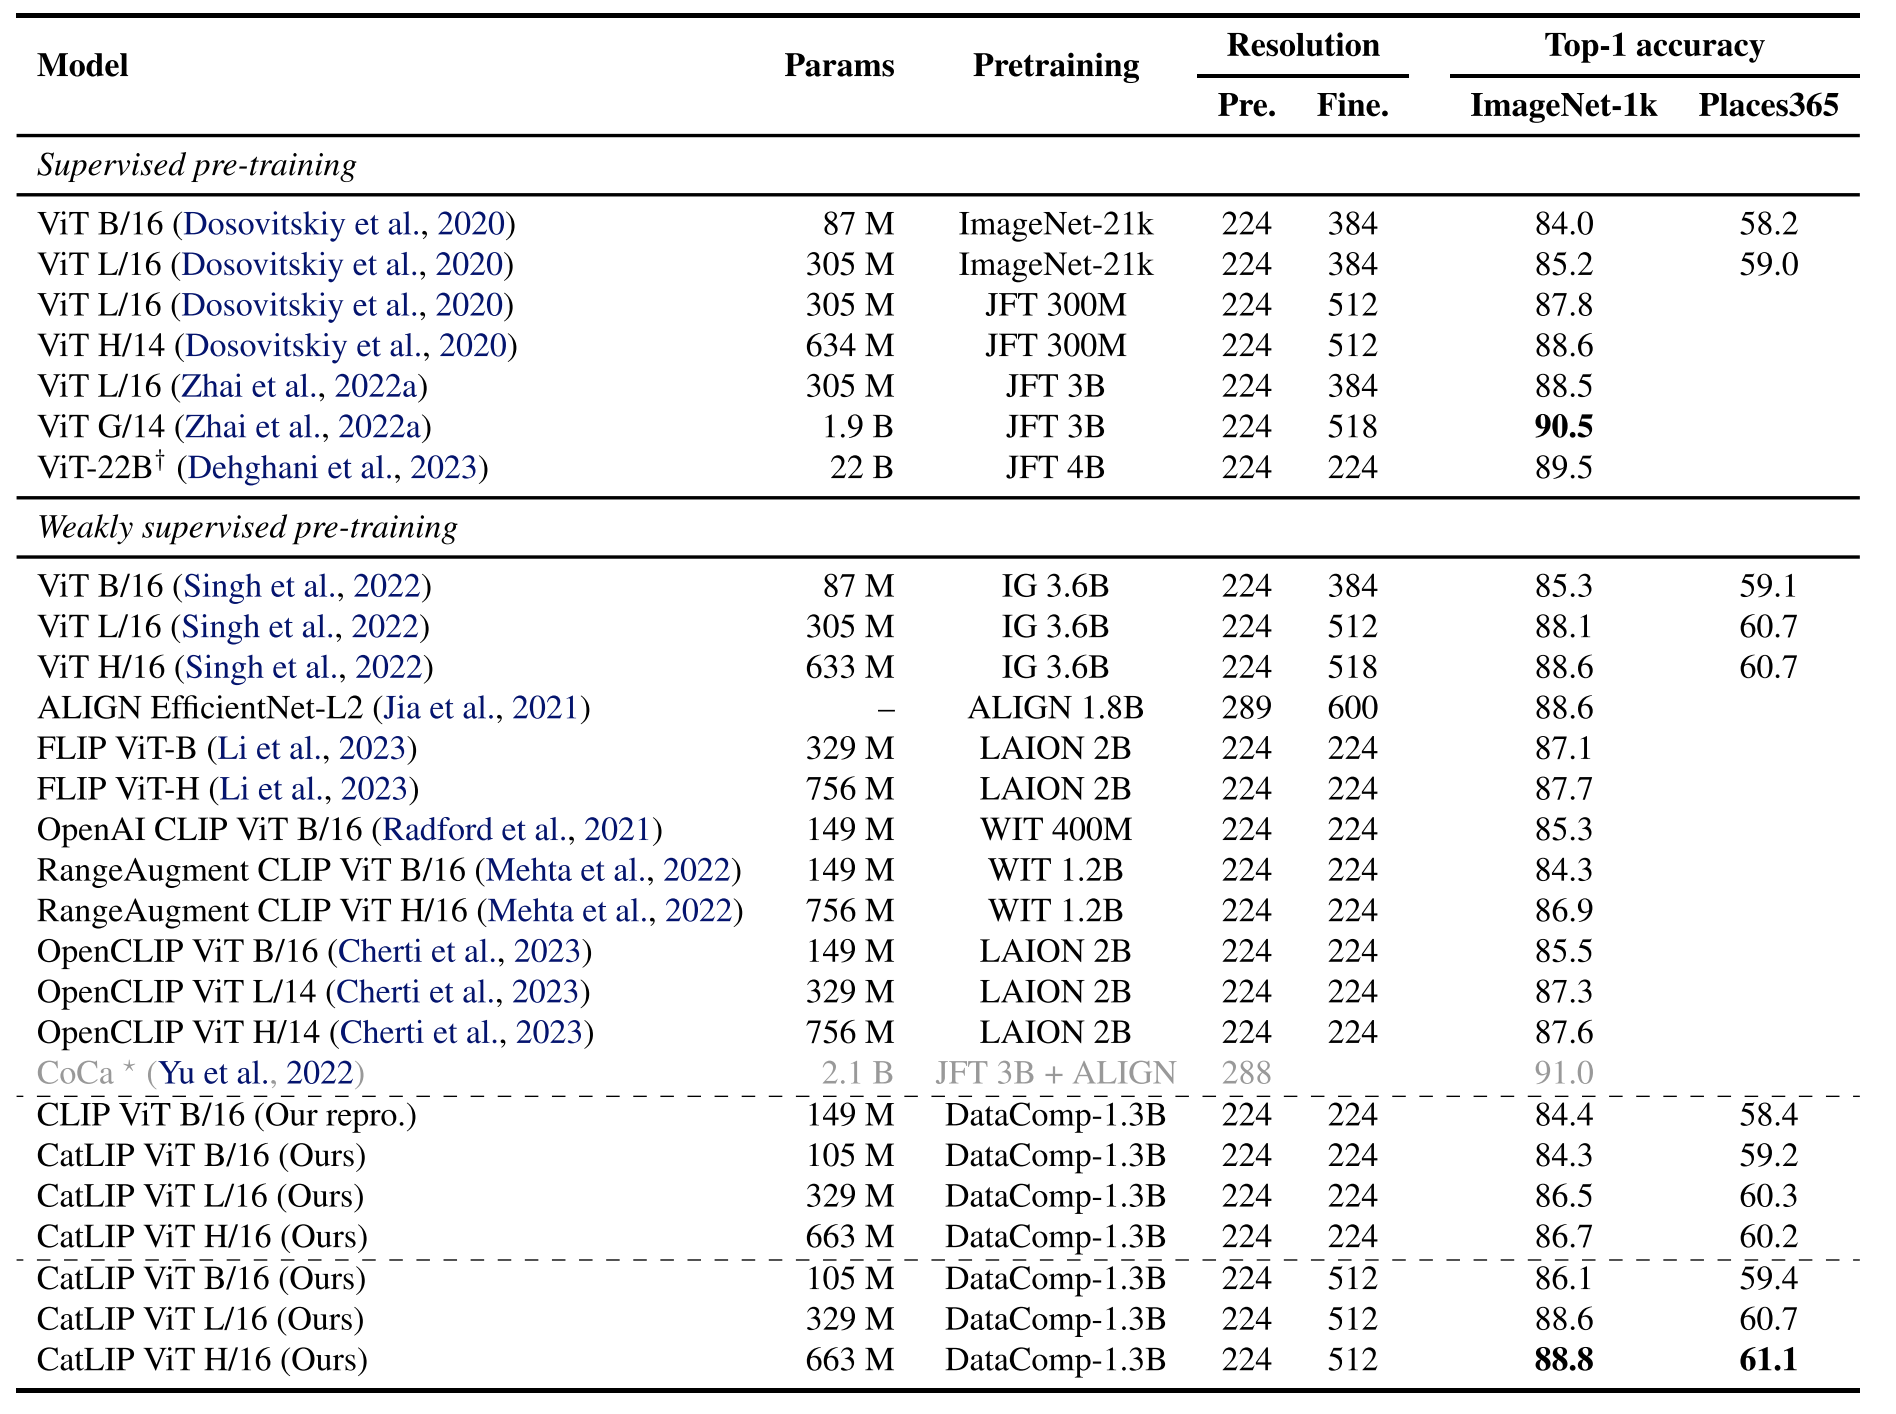 Model Params Pretraining Resolution Top-1 accuracy
Pre. Fine. ImageNet-1k Places365
Supervised pre-training
ViT B/16 (Dosovitskiy et al., 2020) 87 M ImageNet-21k 224 384 84.0 58.2
ViT L/16 (Dosovitskiy et al., 2020) 305 M ImageNet-21k 224 384 85.2 59.0
ViT L/16 (Dosovitskiy et al., 2020) 305 M JFT 300M 224 512 87.8
ViT H/14 (Dosovitskiy et al., 2020) 634 M JFT 300M 224 512 88.6
ViT L/16 (Zhai et al., 2022a) 305 M JFT 3B 224 384 88.5
ViT G/14 (Zhai et al., 2022a) 1.9 B JFT 3B 224 518 90.5
ViT-22B† (Dehghani et al., 2023) 22 B JFT 4B 224 224 89.5
Weakly supervised pre-training
ViT B/16 (Singh et al., 2022) 87 M IG 3.6B 224 384 85.3 59.1
ViT L/16 (Singh et al., 2022) 305 M IG 3.6B 224 512 88.1 60.7
ViT H/16 (Singh et al., 2022) 633 M IG 3.6B 224 518 88.6 60.7
ALIGN EfficientNet-L2 (Jia et al., 2021) – ALIGN 1.8B 289 600 88.6
FLIP ViT-B (Li et al., 2023) 329 M LAION 2B 224 224 87.1
FLIP ViT-H (Li et al., 2023) 756 M LAION 2B 224 224 87.7
OpenAI CLIP ViT B/16 (Radford et al., 2021) 149 M WIT 400M 224 224 85.3
RangeAugment CLIP ViT B/16 (Mehta et al., 2022) 149 M WIT 1.2B 224 224 84.3
RangeAugment CLIP ViT H/16 (Mehta et al., 2022) 756 M WIT 1.2B 224 224 86.9
OpenCLIP ViT B/16 (Cherti et al., 2023) 149 M LAION 2B 224 224 85.5
OpenCLIP ViT L/14 (Cherti et al., 2023) 329 M LAION 2B 224 224 87.3
OpenCLIP ViT H/14 (Cherti et al., 2023) 756 M LAION 2B 224 224 87.6
CoCa ⋆ (Yu et al., 2022) 2.1 B JFT 3B + ALIGN 288 91.0
CLIP ViT B/16 (Our repro.) 149 M DataComp-1.3B 224 224 84.4 58.4
CatLIP ViT B/16 (Ours) 105 M DataComp-1.3B 224 224 84.3 59.2
CatLIP ViT L/16 (Ours) 329 M DataComp-1.3B 224 224 86.5 60.3
CatLIP ViT H/16 (Ours) 663 M DataComp-1.3B 224 224 86.7 60.2
CatLIP ViT B/16 (Ours) 105 M DataComp-1.3B 224 512 86.1 59.4
CatLIP ViT L/16 (Ours) 329 M DataComp-1.3B 224 512 88.6 60.7
CatLIP ViT H/16 (Ours) 663 M DataComp-1.3B 224 512 88.8 61.1